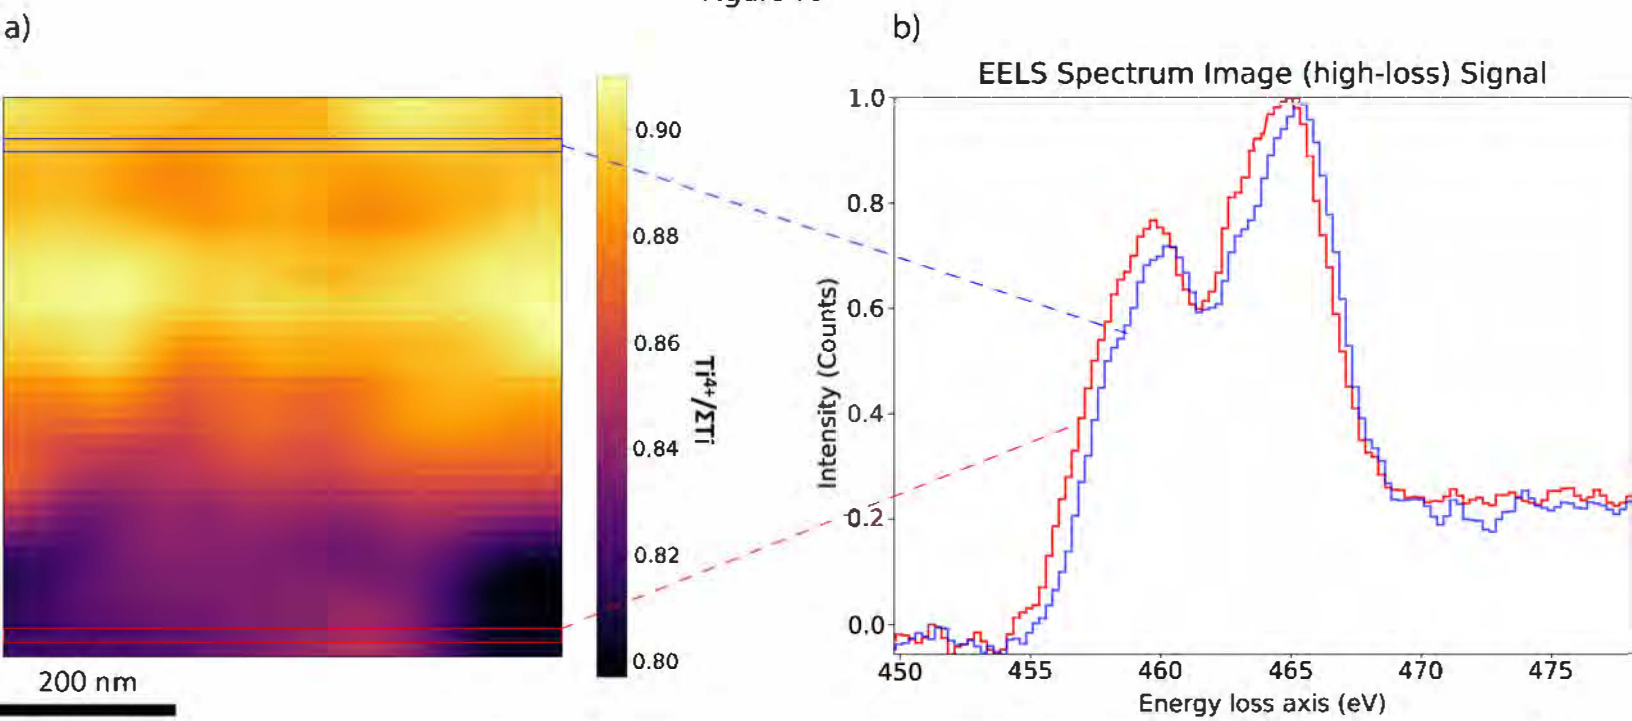 a)
b)
EELS Spectrum Image (high-loss) Signal
0.90
0.88
0.86
0.84
0.82
0.80
Ti⁴⁺/ΣTi
200 nm
1.0
0.8
0.6
0.4
0.2
0.0
Intensity (Counts)
450
455
460
465
470
475
Energy loss axis (eV)